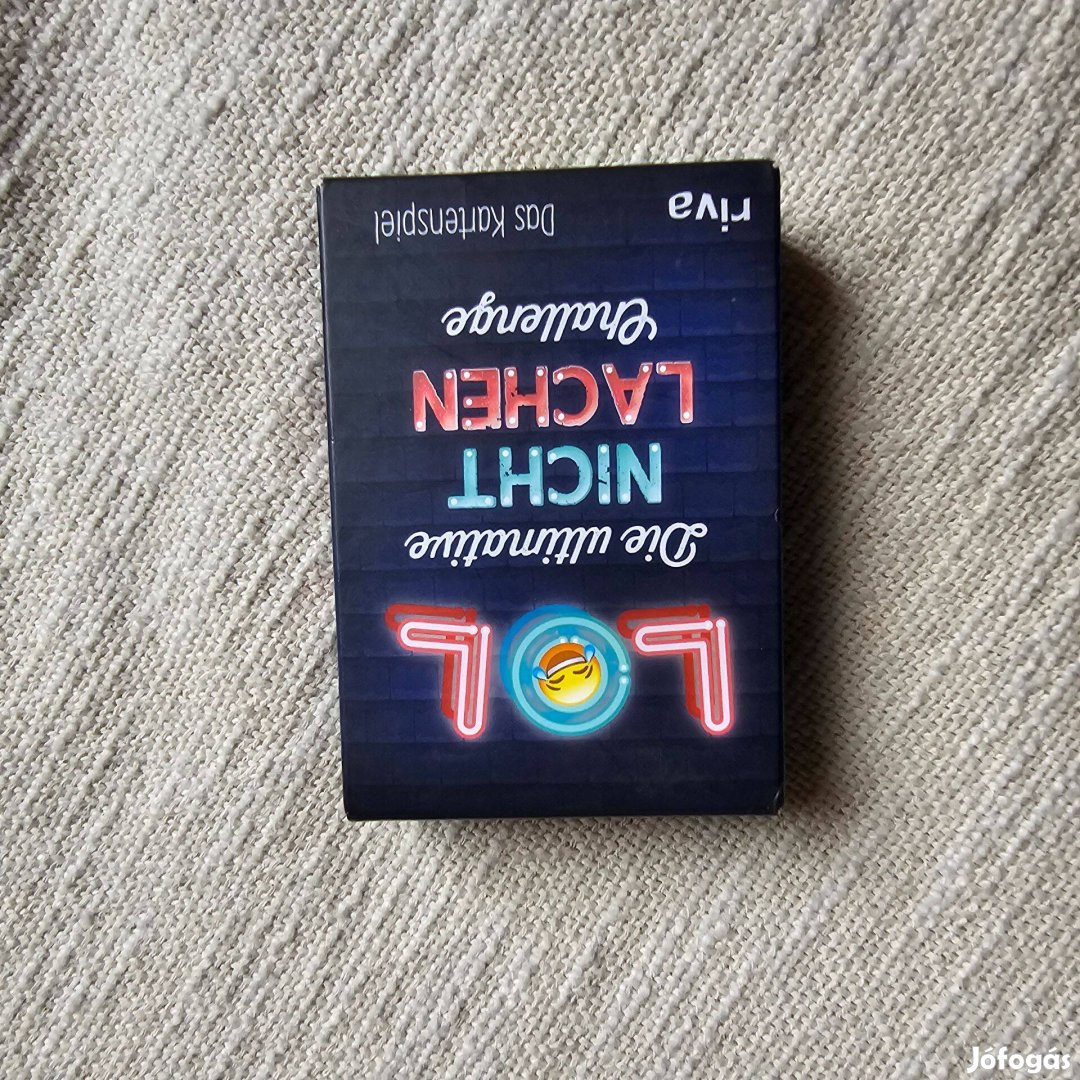 LOL
Die ultimative
NICHT
LACHEN
Challenge
riva
Das Kartenspiel
Jófogás